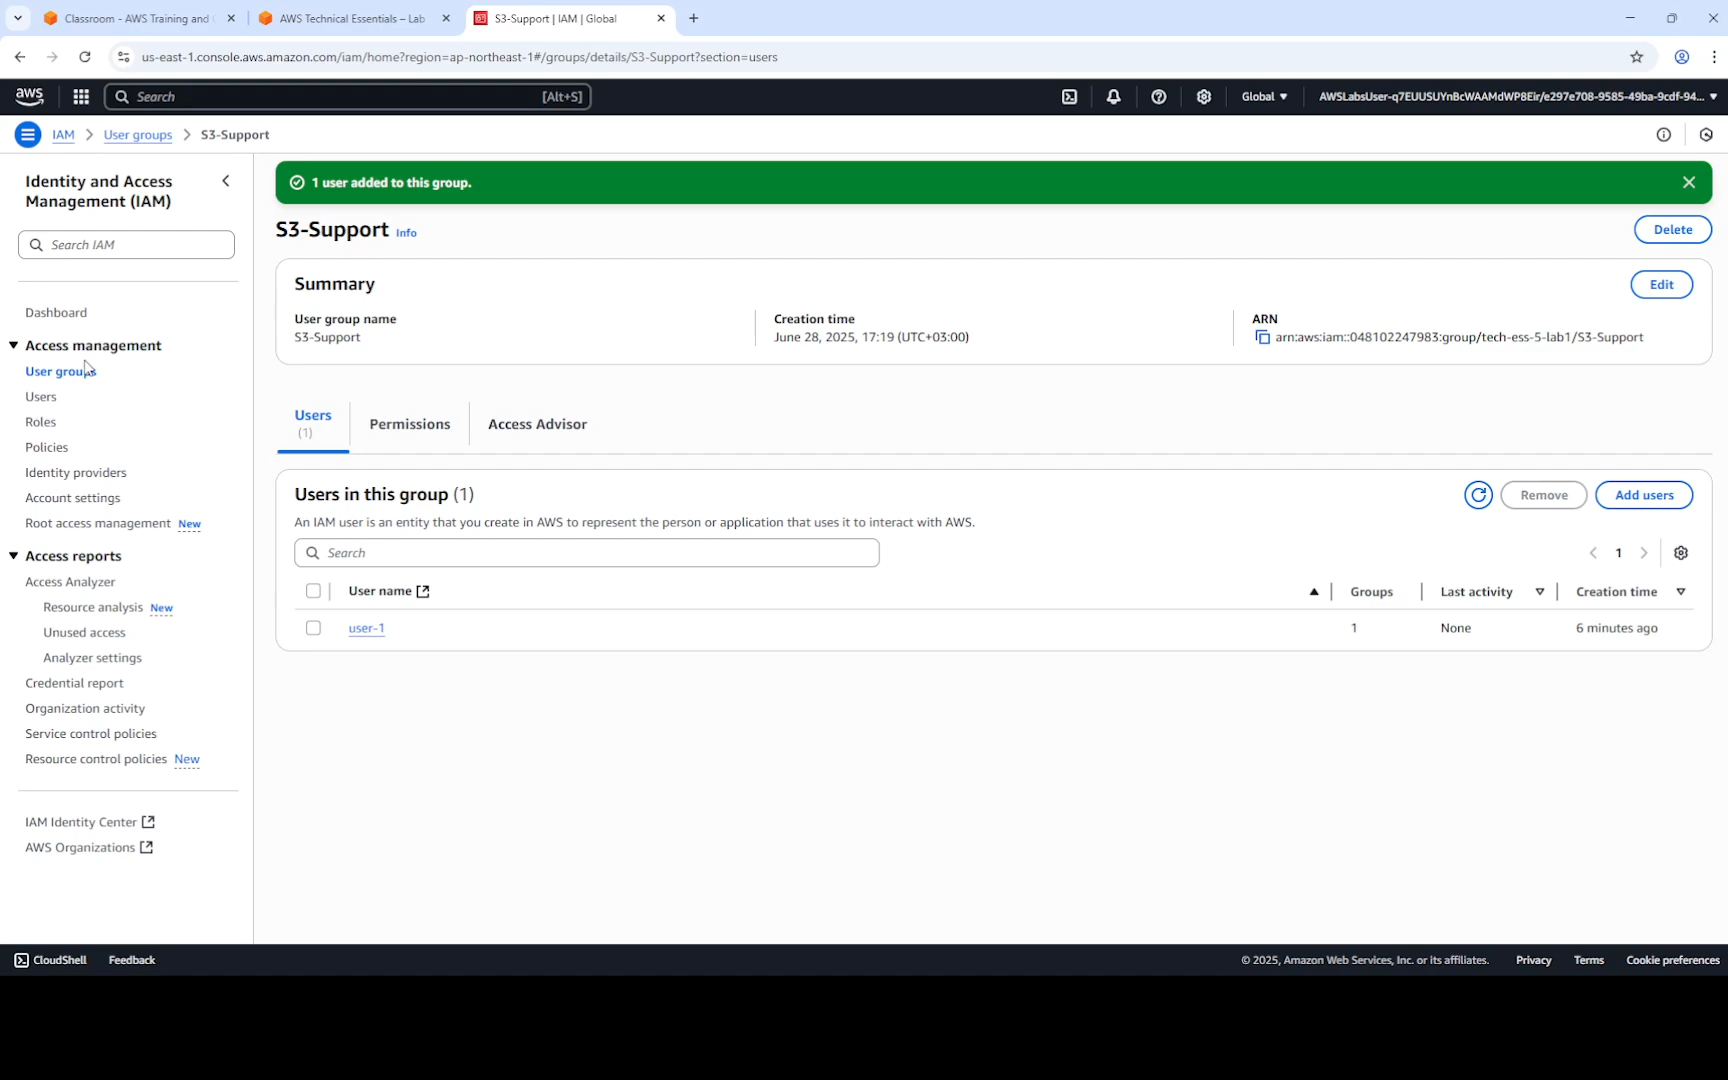 Classroom - AWS Training and
AWS Technical Essentials – Lab
S3-Support | IAM | Global
us-east-1.console.aws.amazon.com/iam/home?region=ap-northeast-1#/groups/details/S3-Support?section=users
aws
Search
[Alt+S]
Global
AWSLabsUser-q7EUUSUYnBcWAAMdWP8Eir/e297e708-9585-49ba-9cdf-94...
IAM > User groups > S3-Support
Identity and Access
Management (IAM)
Search IAM
Dashboard
Access management
User groups
Users
Roles
Policies
Identity providers
Account settings
Root access management New
Access reports
Access Analyzer
Resource analysis New
Unused access
Analyzer settings
Credential report
Organization activity
Service control policies
Resource control policies New
IAM Identity Center
AWS Organizations
1 user added to this group.
S3-Support Info
Delete
Summary
Edit
User group name
S3-Support
Creation time
June 28, 2025, 17:19 (UTC+03:00)
ARN
arn:aws:iam::048102247983:group/tech-ess-5-lab1/S3-Support
Users
(1)
Permissions
Access Advisor
Users in this group (1)
Remove
Add users
An IAM user is an entity that you create in AWS to represent the person or application that uses it to interact with AWS.
Search
1
User name
Groups
Last activity
Creation time
user-1
1
None
6 minutes ago
CloudShell
Feedback
© 2025, Amazon Web Services, Inc. or its affiliates.
Privacy
Terms
Cookie preferences